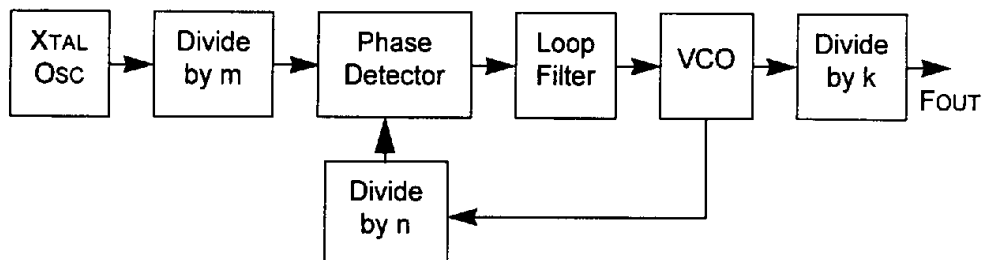 XTAL
OSC
Divide
by m
Phase
Detector
Loop
Filter
VCO
Divide
by k
FOUT
Divide
by n